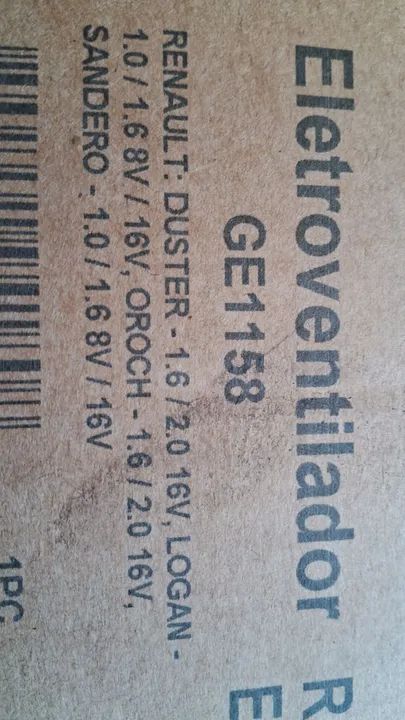 Eletroventilador R
GE1158 E
RENAULT: DUSTER - 1.6 / 2.0 16V, LOGAN -
1.0 / 1.6 8V / 16V, OROCH - 1.6 / 2.0 16V,
SANDERO - 1.0 / 1.6 8V / 16V
1PC